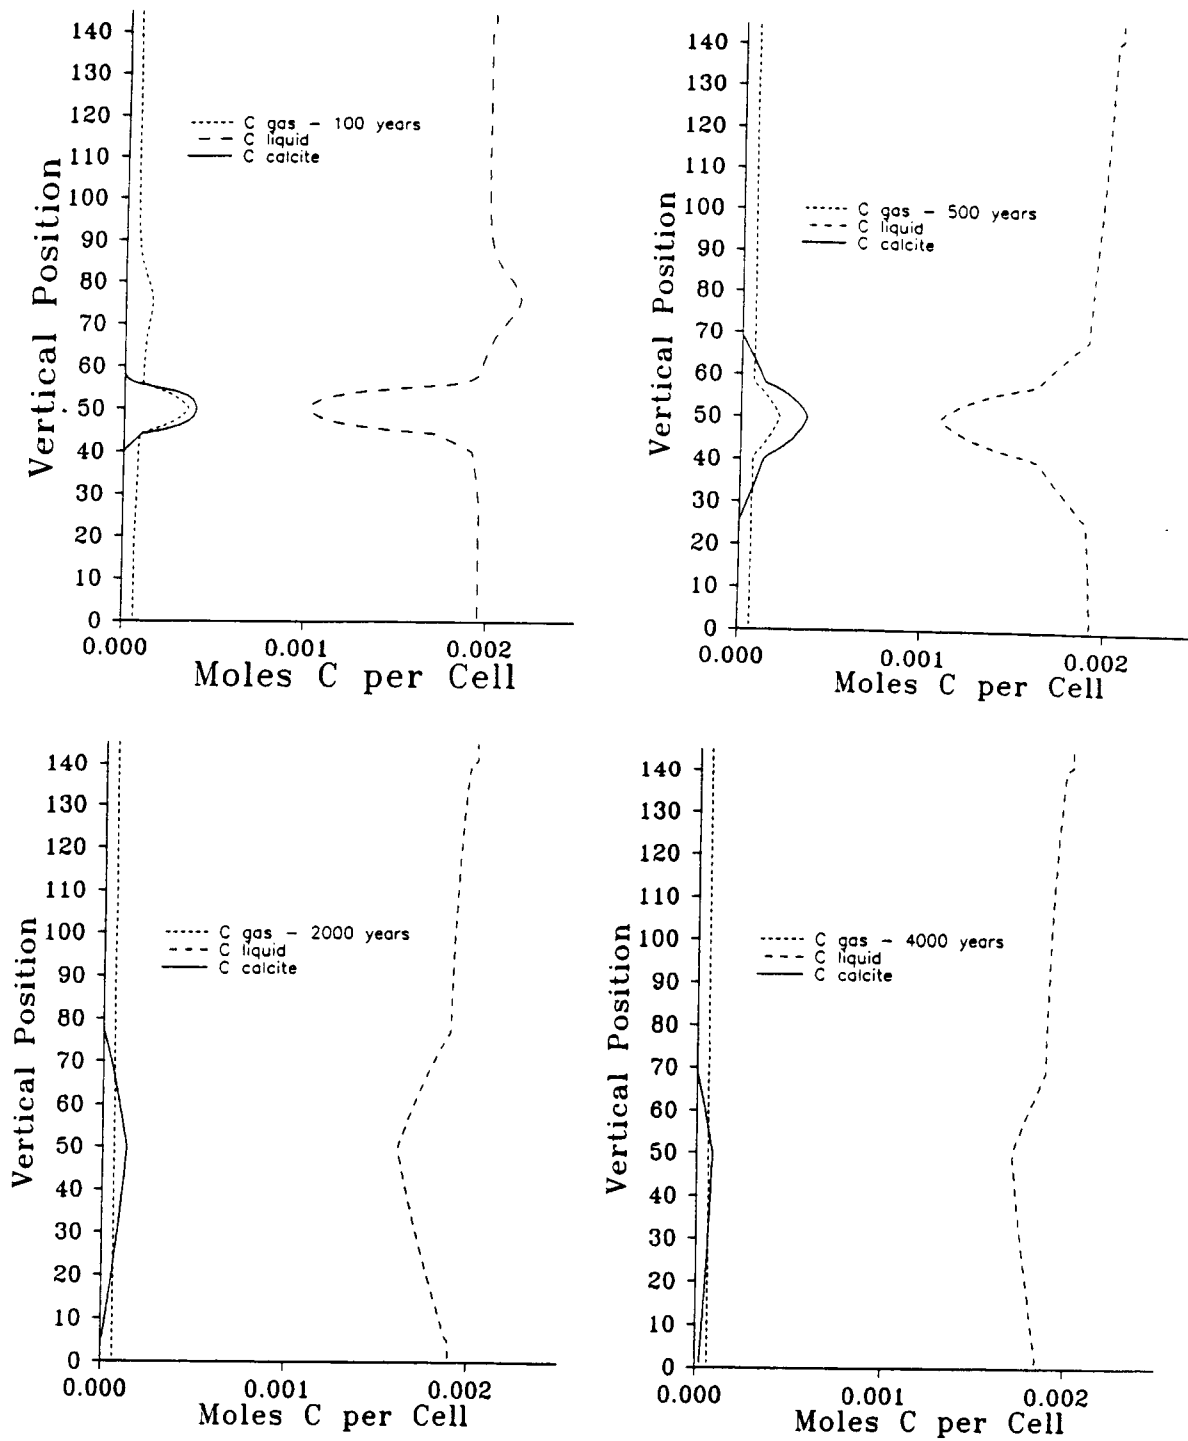 140
130
120
110
100
90
80
70
60
50
40
30
20
10
0
Vertical Position
C gas – 100 years
C liquid
C calcite
0.000 0.001 0.002
Moles C per Cell
140
130
120
110
100
90
80
70
60
50
40
30
20
10
0
Vertical Position
C gas – 500 years
C liquid
C calcite
0.000 0.001 0.002
Moles C per Cell
140
130
120
110
100
90
80
70
60
50
40
30
20
10
0
Vertical Position
C gas – 2000 years
C liquid
C calcite
0.000 0.001 0.002
Moles C per Cell
140
130
120
110
100
90
80
70
60
50
40
30
20
10
0
Vertical Position
C gas – 4000 years
C liquid
C calcite
0.000 0.001 0.002
Moles C per Cell